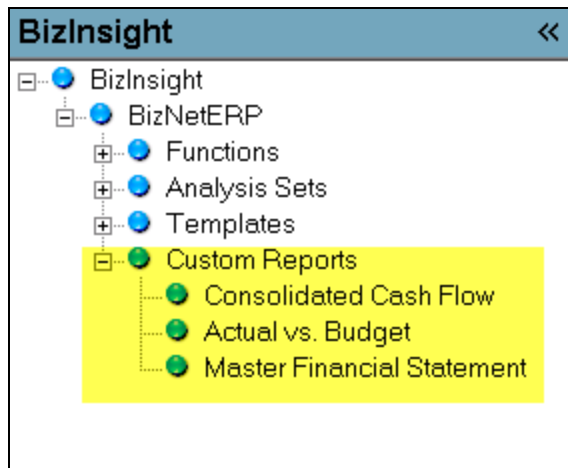 BizInsight «
BizInsight
BizNetERP
Functions
Analysis Sets
Templates
Custom Reports
Consolidated Cash Flow
Actual vs. Budget
Master Financial Statement